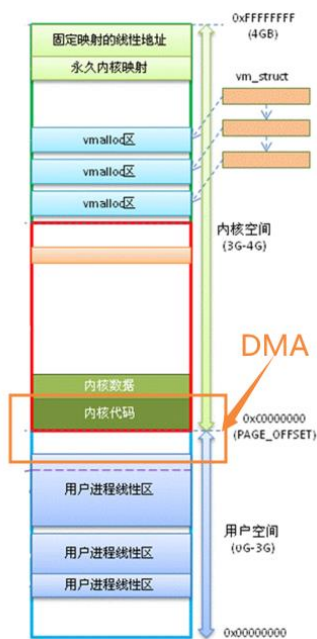 0xFFFFFFFF
(4GB)
固定映射的线性地址
永久内核映射
vm_struct
vmalloc区
vmalloc区
vmalloc区
内核空间
(3G-4G)
DMA
内核数据
内核代码
0xC0000000
(PAGE_OFFSET)
用户进程线性区
用户空间
(0G-3G)
用户进程线性区
用户进程线性区
0x00000000